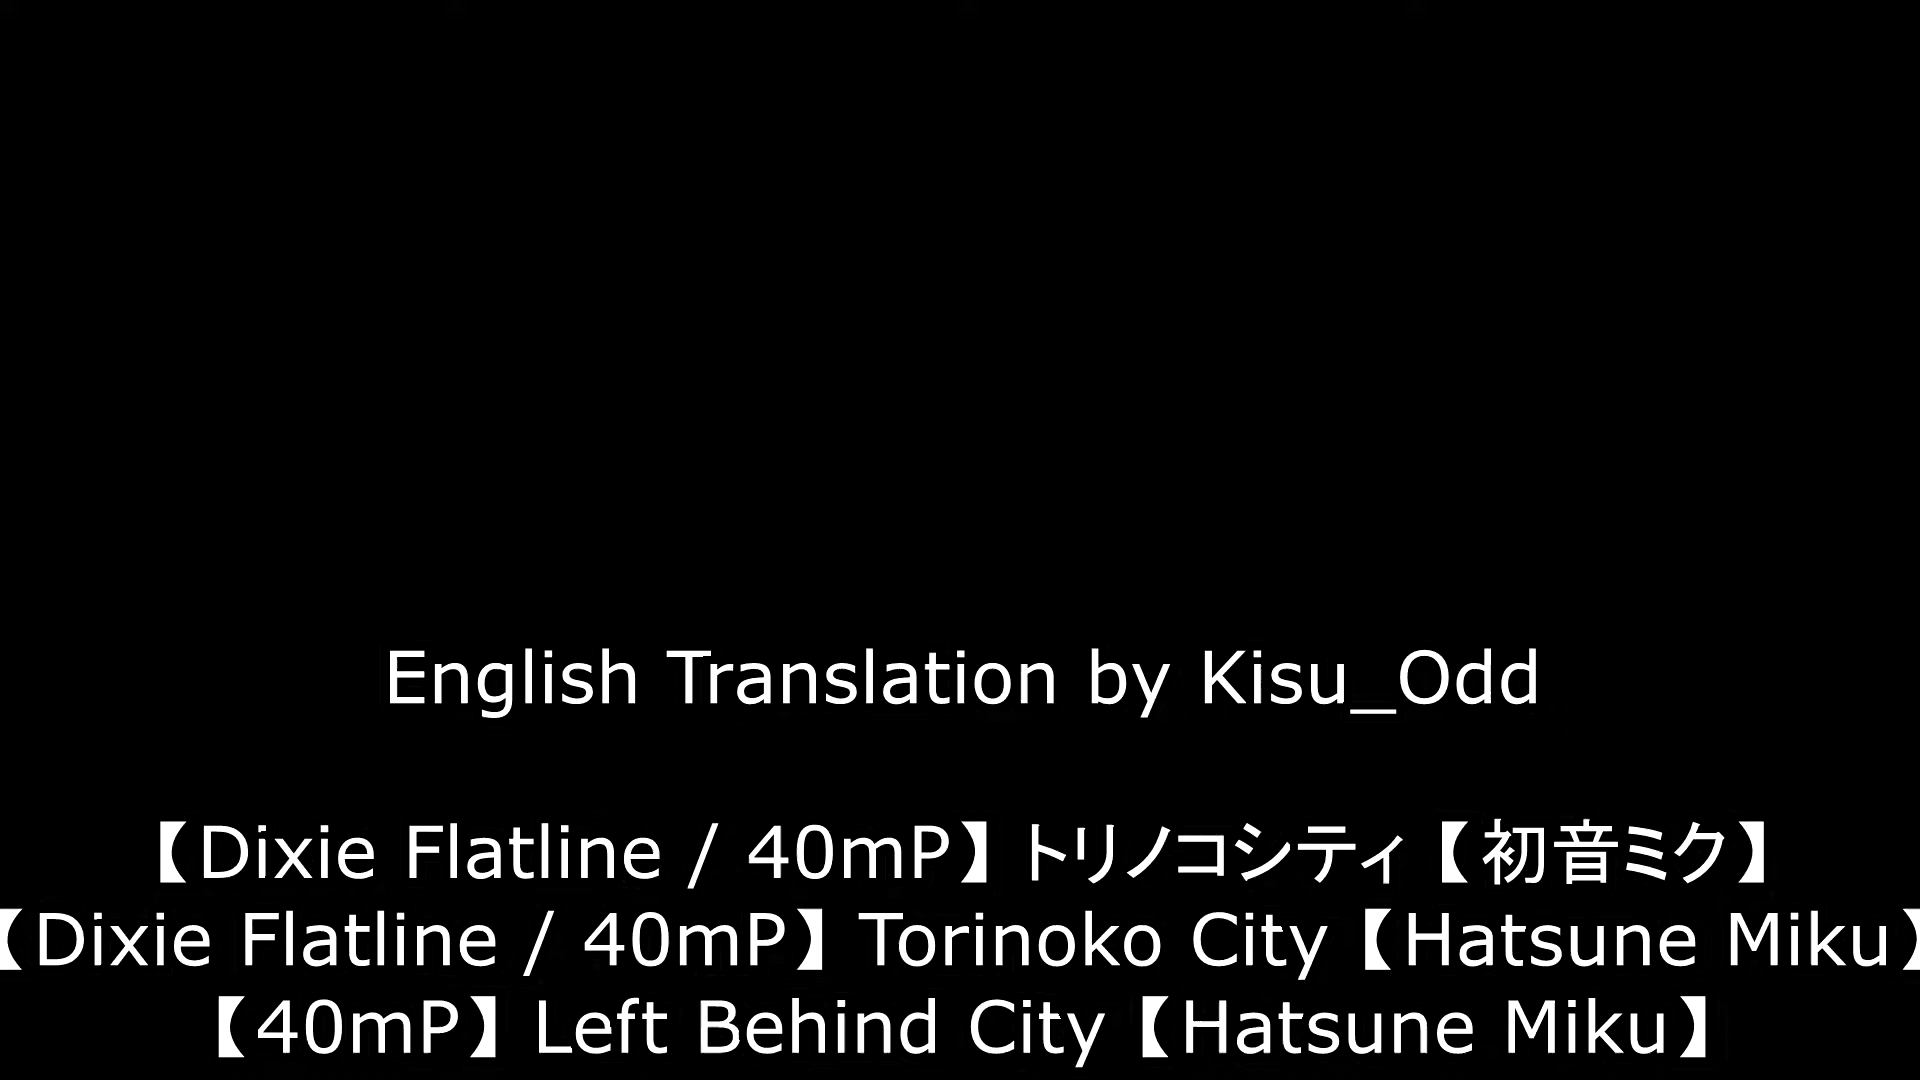 English Translation by Kisu_Odd
【Dixie Flatline / 40mP】トリノコシティ【初音ミク】
【Dixie Flatline / 40mP】Torinoko City【Hatsune Miku】
【40mP】Left Behind City【Hatsune Miku】